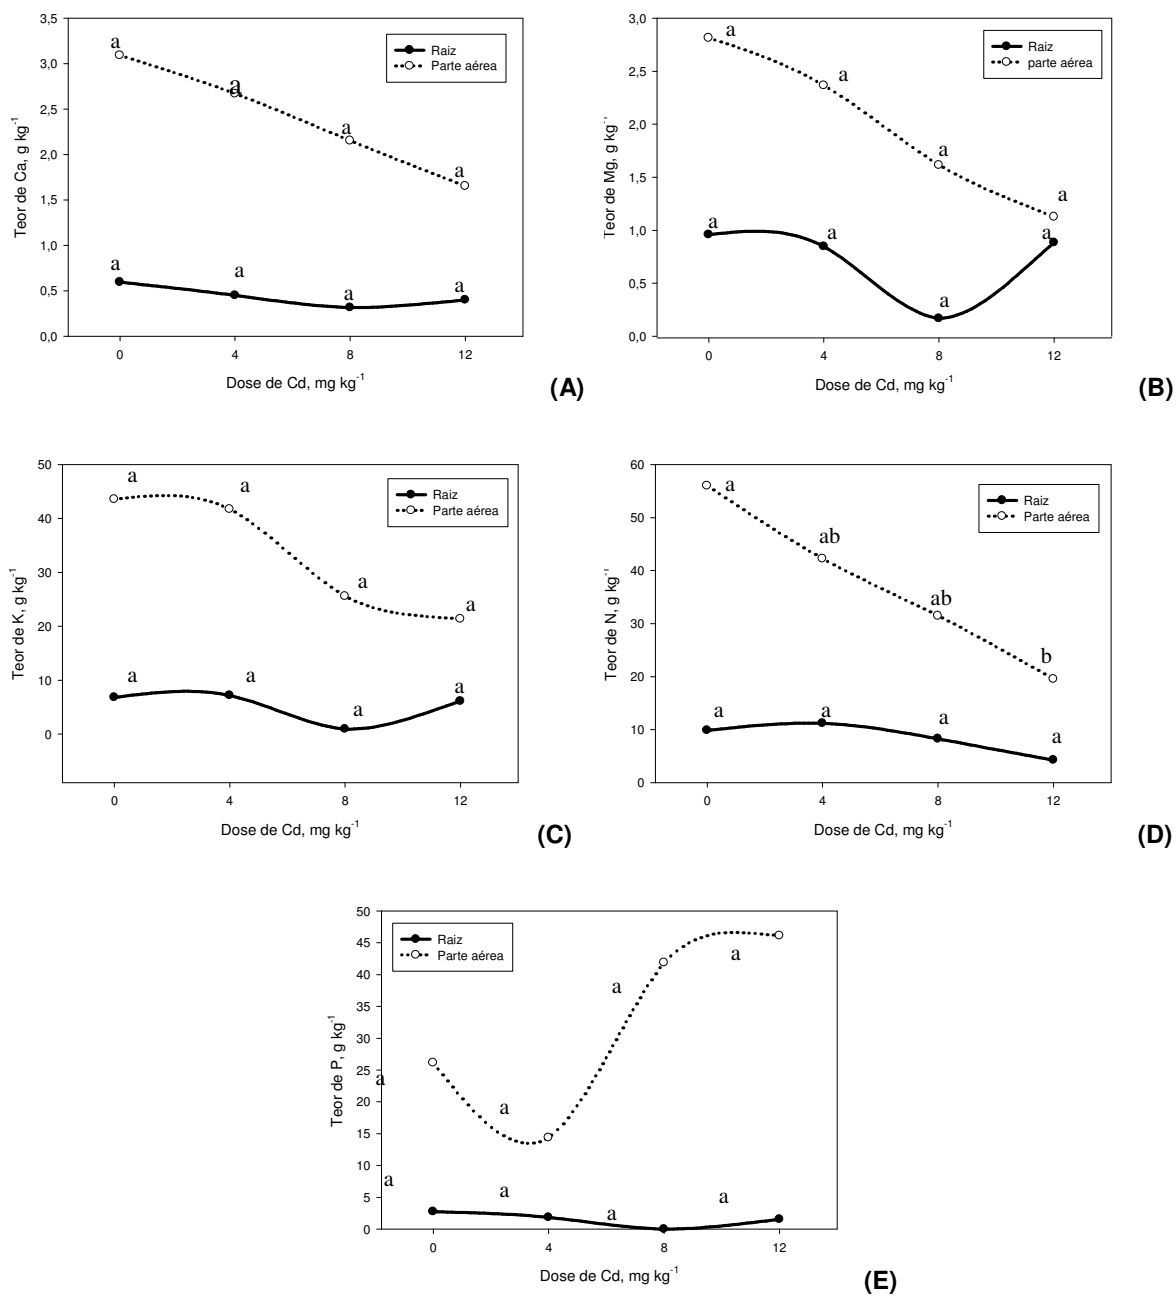 3,5
3,0
2,5
2,0
1,5
1,0
0,5
0,0
Teor de Ca, g kg-1
a
a
a
a
a
a
a
a
a
Raiz
Parte aérea
0
4
8
12
Dose de Cd, mg kg-1
(A)
3,0
2,5
2,0
1,5
1,0
0,5
0,0
Teor de Mg, g kg-1
a
a
a
a
a
a
a
a
Raiz
parte aérea
0
4
8
12
Dose de Cd, mg kg-1
(B)
50
40
30
20
10
0
Teor de K, g kg-1
a
a
a
a
a
a
a
a
Raiz
Parte aérea
0
4
8
12
Dose de Cd, mg kg-1
(C)
60
50
40
30
20
10
0
Teor de N, g kg-1
a
ab
ab
b
a
a
a
a
Raiz
Parte aérea
0
4
8
12
Dose de Cd, mg kg-1
(D)
50
45
40
35
30
25
20
15
10
5
0
Teor de P, g kg-1
a
a
a
a
a
a
a
a
Raiz
Parte aérea
0
4
8
12
Dose de Cd, mg kg-1
(E)